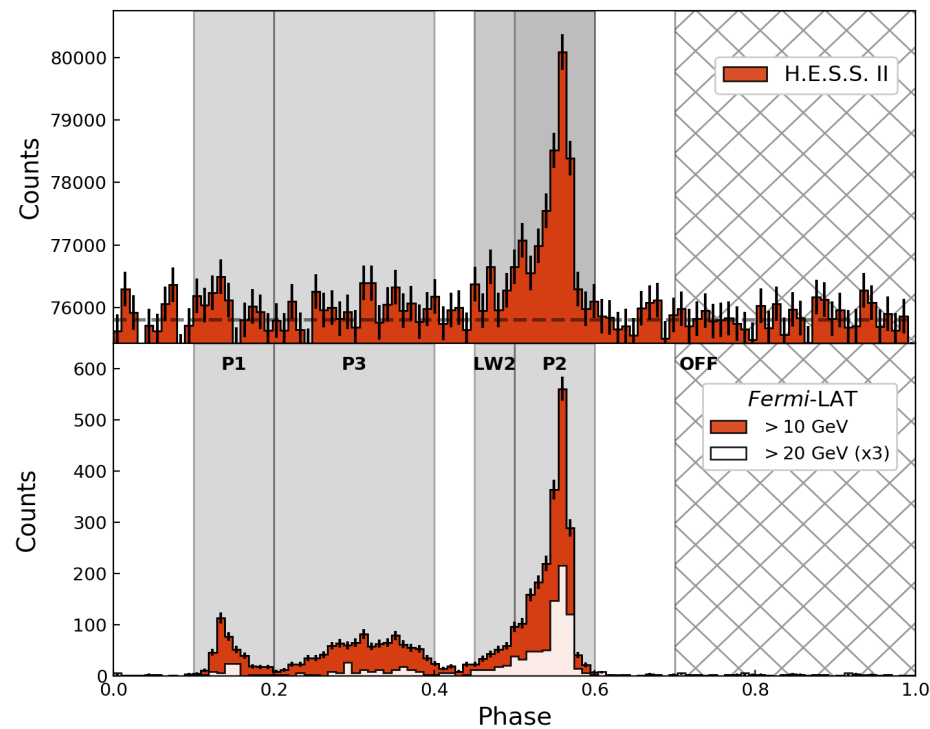 80000
79000
78000
77000
76000
Counts
H.E.S.S. II
P1 P3 LW2 P2 OFF
600
500
400
300
200
100
0
Counts
Fermi-LAT
> 10 GeV
> 20 GeV (x3)
0.0 0.2 0.4 0.6 0.8 1.0
Phase